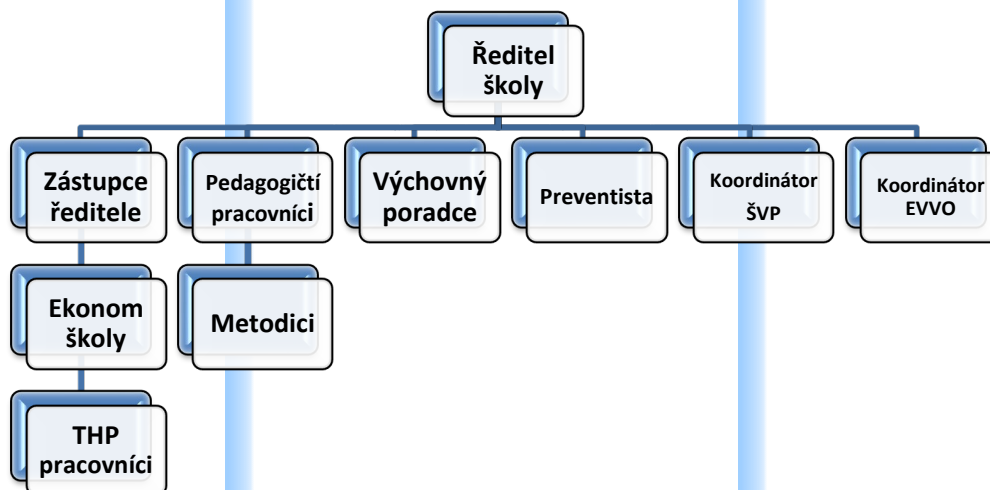 Ředitel
školy
Zástupce
ředitele
Pedagogičtí
pracovníci
Výchovný
poradce
Preventista
Koordinátor
ŠVP
Koordinátor
EVVO
Ekonom
školy
Metodici
THP
pracovníci